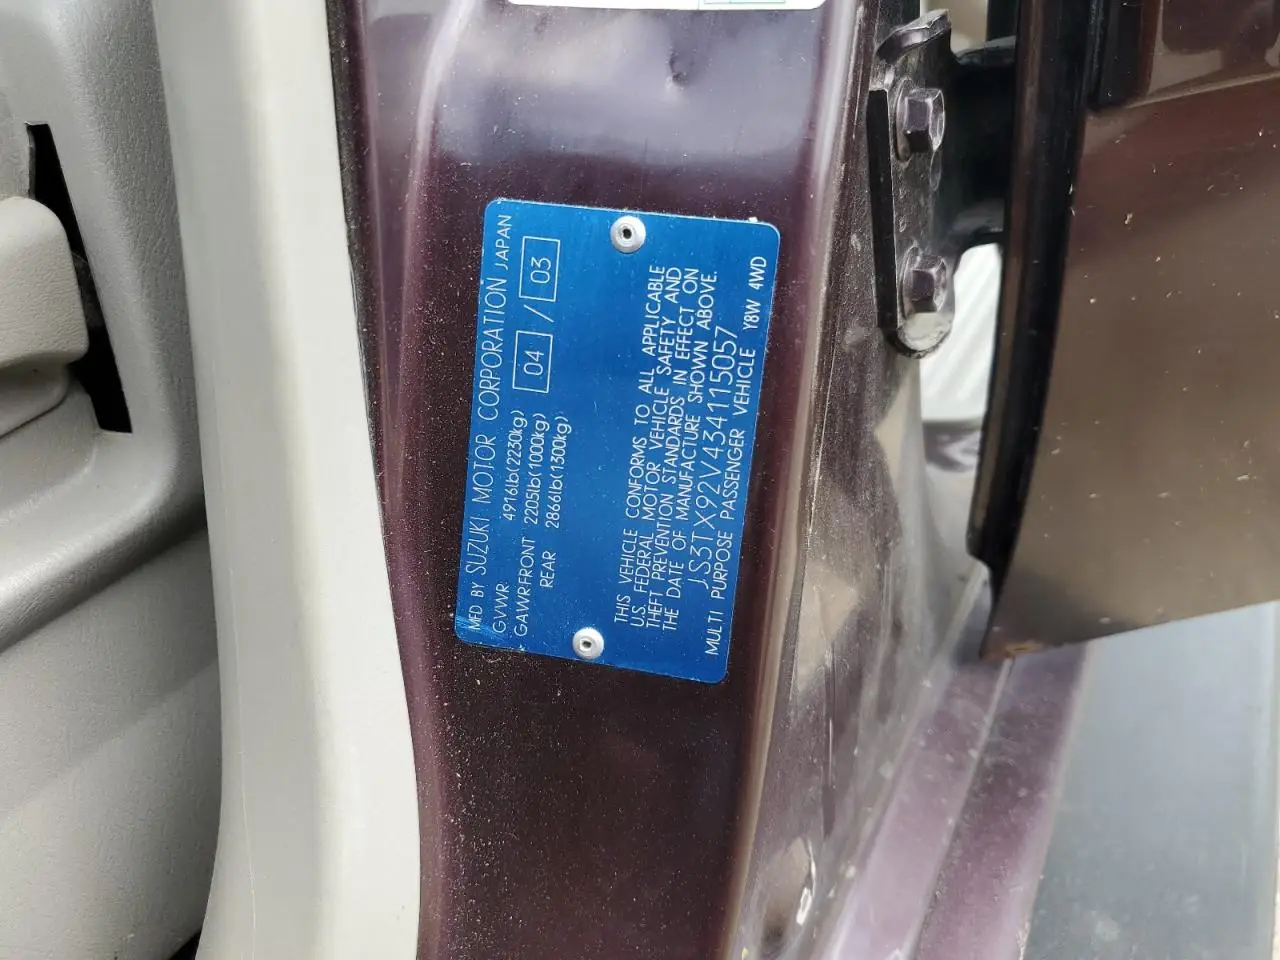 MFD BY SUZUKI MOTOR CORPORATION JAPAN
GVWR 4916lb(2230kg) 04 / 03
GAWR:FRONT 2205lb(1000kg)
REAR 2866lb(1300kg)
THIS VEHICLE CONFORMS TO ALL APPLICABLE
U.S. FEDERAL MOTOR VEHICLE SAFETY AND
THEFT PREVENTION STANDARDS IN EFFECT ON
THE DATE OF MANUFACTURE SHOWN ABOVE.
JS3TX92V434115057
MULTI PURPOSE PASSENGER VEHICLE Y8W 4WD